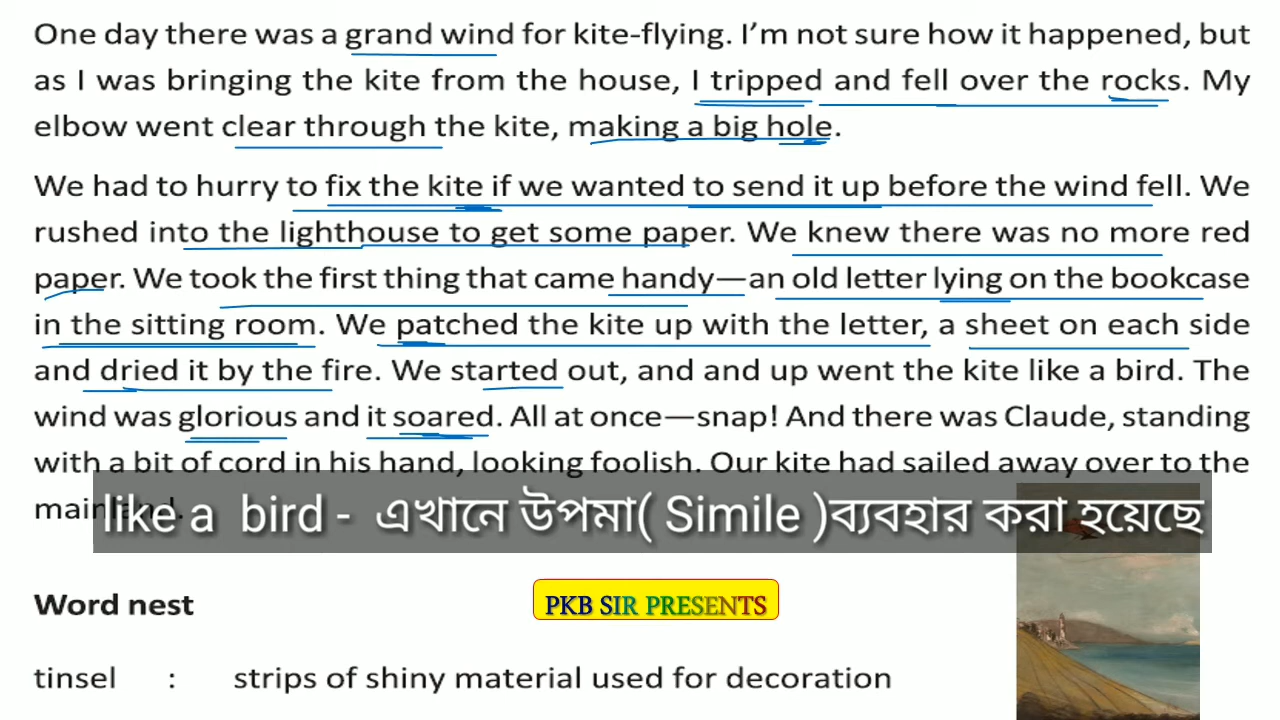 One day there was a grand wind for kite-flying. I'm not sure how it happened, but
as I was bringing the kite from the house, I tripped and fell over the rocks. My
elbow went clear through the kite, making a big hole.
We had to hurry to fix the kite if we wanted to send it up before the wind fell. We
rushed into the lighthouse to get some paper. We knew there was no more red
paper. We took the first thing that came handy—an old letter lying on the bookcase
in the sitting room. We patched the kite up with the letter, a sheet on each side
and dried it by the fire. We started out, and and up went the kite like a bird. The
wind was glorious and it soared. All at once—snap! And there was Claude, standing
with a bit of cord in his hand, looking foolish. Our kite had sailed away over to the
mainland.
like a bird - এখানে উপমা( Simile )ব্যবহার করা হয়েছে
Word nest
PKB SIR PRESENTS
tinsel : strips of shiny material used for decoration